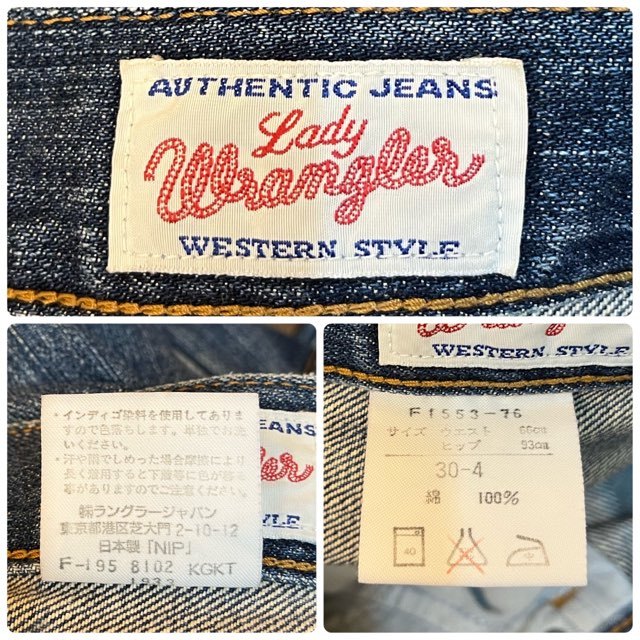 AUTHENTIC JEANS
Lady
Wrangler
WESTERN STYLE
・インディゴ染料を使用してありま
すので色落ちします。単独でお洗
いください。
・汗や雨でしめった場合摩擦により
長く接用すると下着等に色が移る
事がありますのでご注意ください。
㈱ラングラージャパン
東京都港区芝大門2-10-12
日本製「NIP」
F-195 8102 KGKT
EANS
WESTERN STYLE
F1553-76
サイズ ウエスト 66cm
ヒップ 93cm
30-4
綿 100%
40